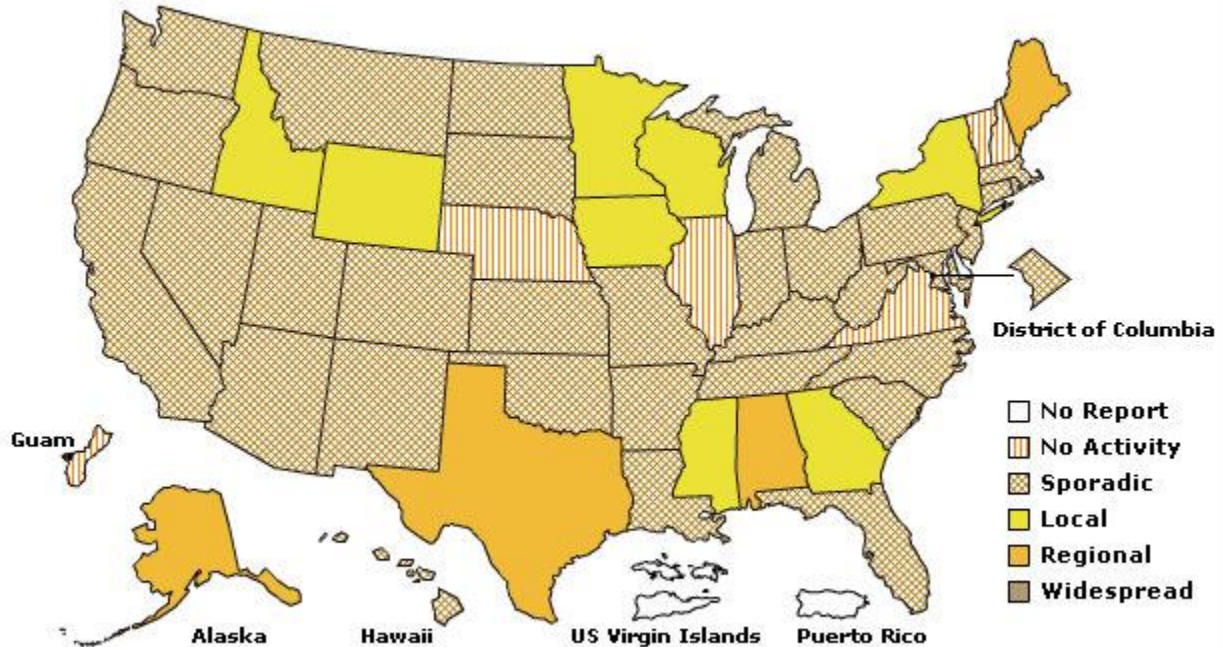 District of Columbia
Guam
No Report
No Activity
Sporadic
Local
Regional
Widespread
Alaska
Hawaii
US Virgin Islands
Puerto Rico